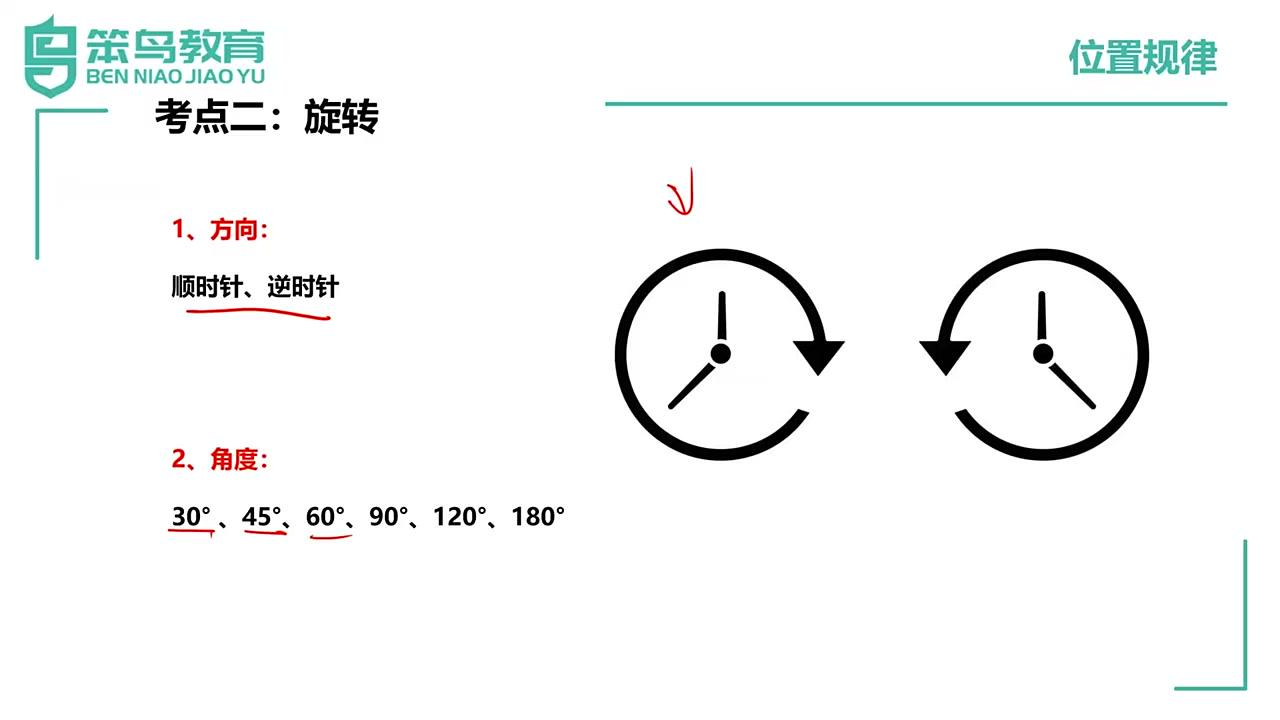 笨鸟教育
BEN NIAO JIAO YU
位置规律
考点二：旋转
1、方向：
顺时针、逆时针
2、角度：
30°、45°、60°、90°、120°、180°